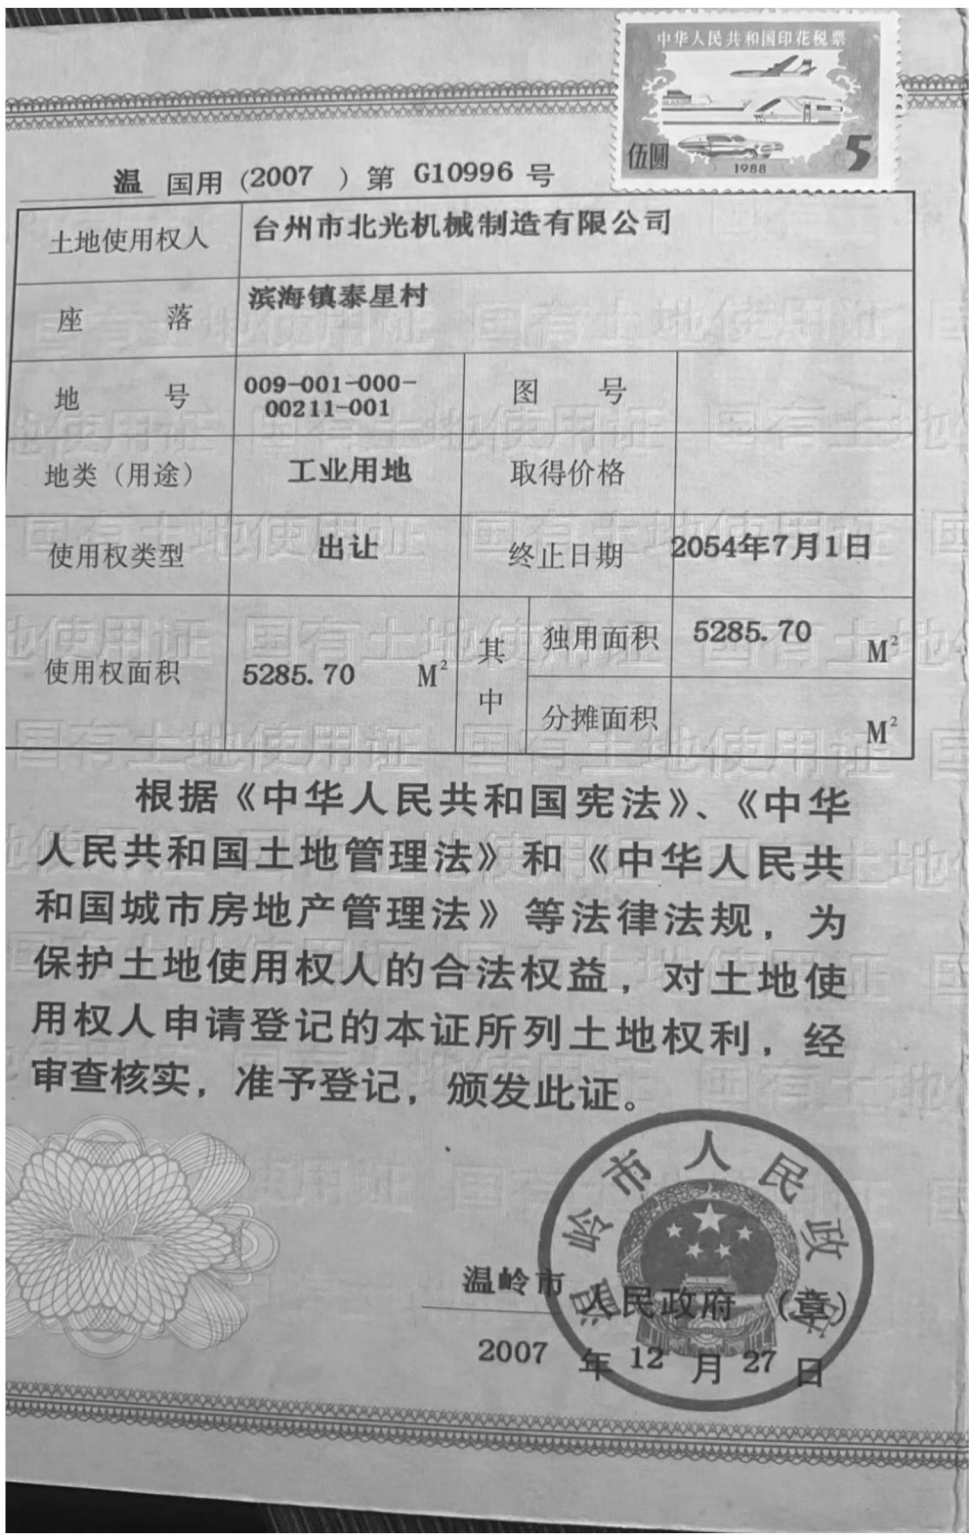 中华人民共和国印花税票
伍圆
1988
5
温 国用 (2007 ) 第 G10996 号
土地使用权人 台州市北光机械制造有限公司
座 落 滨海镇泰星村
地 号 009-001-000-00211-001 图 号
地类（用途） 工业用地 取得价格
使用权类型 出让 终止日期 2054年7月1日
使用权面积 5285.70 M² 其中 独用面积 5285.70 M²
分摊面积 M²
根据《中华人民共和国宪法》、《中华
人民共和国土地管理法》和《中华人民共
和国城市房地产管理法》等法律法规，为
保护土地使用权人的合法权益，对土地使
用权人申请登记的本证所列土地权利，经
审查核实，准予登记，颁发此证。
温岭市人民政府
温岭市 人民政府 （章）
2007 年 12 月 27 日